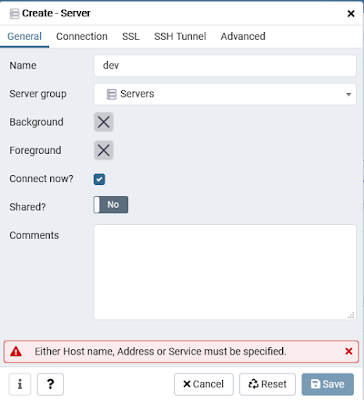 Create - Server
General Connection SSL SSH Tunnel Advanced
Name dev
Server group Servers
Background
Foreground
Connect now?
Shared? No
Comments
Either Host name, Address or Service must be specified.
i ? Cancel Reset Save